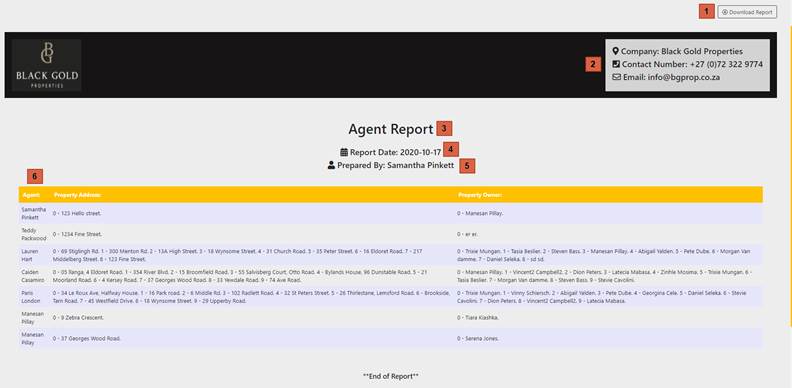 1 Download Report
BG
BLACK GOLD
PROPERTIES
2
Company: Black Gold Properties
Contact Number: +27 (0)72 322 9774
Email: info@bgprop.co.za
Agent Report 3
Report Date: 2020-10-17 4
Prepared By: Samantha Pinkett 5
6
Agent: Property Address: Property Owner:
Samantha Pinkett 0 - 123 Hello street. 0 - Manesan Pillay.
Teddy Packwood 0 - 1234 Fine Street. 0 - er er.
Lauren Hart 0 - 69 Stiglingh Rd. 1 - 300 Menton Rd. 2 - 13A High Street. 3 - 18 Wynsome Street. 4 - 31 Church Road. 5 - 35 Peter Street. 6 - 16 Eldoret Road. 7 - 217 Middelberg Street. 8 - 123 Fine Street. 0 - Trixie Mungan. 1 - Tasia Beslier. 2 - Steven Bass. 3 - Manesan Pillay. 4 - Abigail Yalden. 5 - Pete Dube. 6 - Morgan Van damme. 7 - Daniel Seleka. 8 - sd sd.
Caiden Casamiro 0 - 05 Ilanga, 4 Eldoret Road. 1 - 354 River Blvd. 2 - 15 Broomfield Road. 3 - 55 Salvisberg Court, Otto Road. 4 - Bylands House, 96 Dunstable Road. 5 - 21 Moorland Road. 6 - 4 Kersey Road. 7 - 37 Georges Wood Road. 8 - 33 Yewdale Road. 9 - 74 Ave Road. 0 - Manesan Pillay. 1 - Vincent2 Campbell2. 2 - Dion Peters. 3 - Latecia Mabasa. 4 - Zinhle Mosima. 5 - Trixie Mungan. 6 - Tasia Beslier. 7 - Morgan Van damme. 8 - Steven Bass. 9 - Stevie Cavolini.
Paris London 0 - 34 Le Roux Ave, Halfway House. 1 - 16 Park road. 2 - 6 Middle Rd. 3 - 102 Radlett Road. 4 - 32 St Peters Street. 5 - 26 Thirlestane, Lemsford Road. 6 - Brookside, Tarn Road. 7 - 45 Westfield Drive. 8 - 18 Wynsome Street. 9 - 29 Upperby Road. 0 - Trixie Mungan. 1 - Vinny Schlersch. 2 - Abigail Yalden. 3 - Pete Dube. 4 - Georgina Cele. 5 - Daniel Seleka. 6 - Stevie Cavolini. 7 - Dion Peters. 8 - Vincent2 Campbell2. 9 - Latecia Mabasa.
Manesan Pillay 0 - 9 Zebra Crescent. 0 - Tiara Kiashka.
Manesan Pillay 0 - 37 Georges Wood Road. 0 - Sarena Jones.
**End of Report**